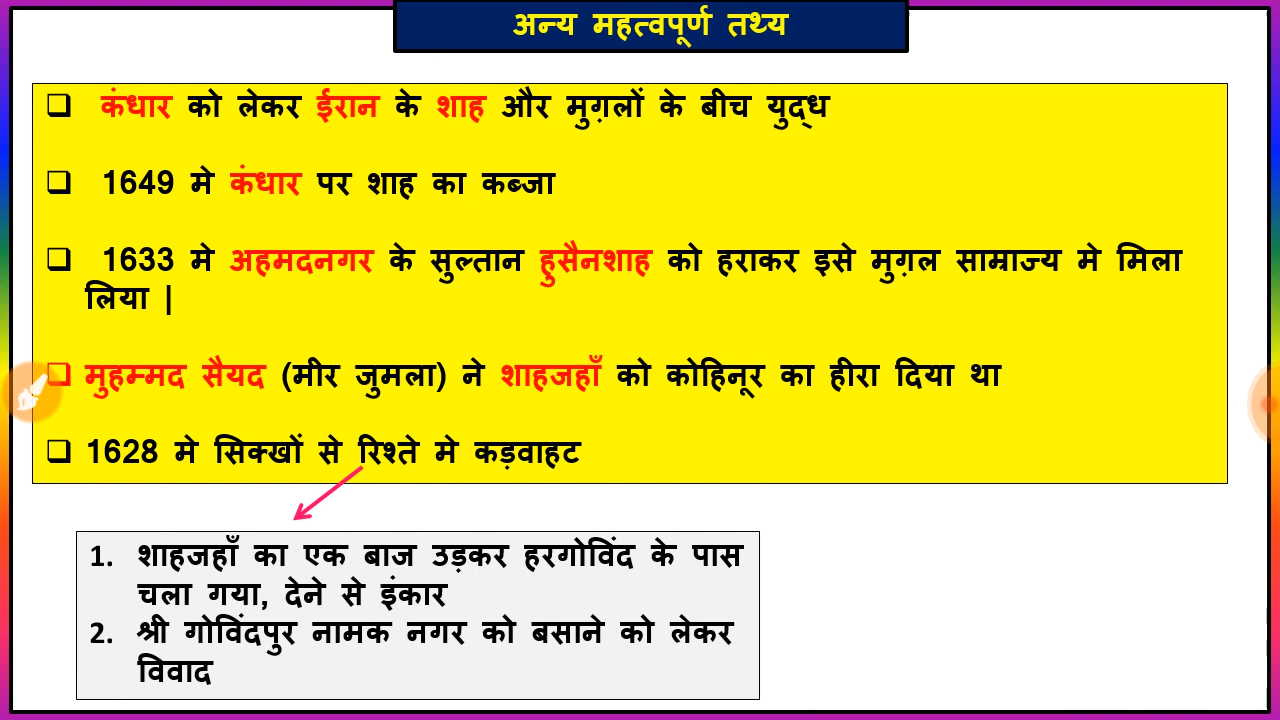 अन्य महत्वपूर्ण तथ्य
❑ कंधार को लेकर ईरान के शाह और मुग़लों के बीच युद्ध
❑ 1649 मे कंधार पर शाह का कब्जा
❑ 1633 मे अहमदनगर के सुल्तान हुसैनशाह को हराकर इसे मुग़ल साम्राज्य मे मिला
लिया |
❑ मुहम्मद सैयद (मीर जुमला) ने शाहजहाँ को कोहिनूर का हीरा दिया था
❑ 1628 मे सिक्खों से रिश्ते मे कड़वाहट
1. शाहजहाँ का एक बाज उड़कर हरगोविंद के पास
चला गया, देने से इंकार
2. श्री गोविंदपुर नामक नगर को बसाने को लेकर
विवाद